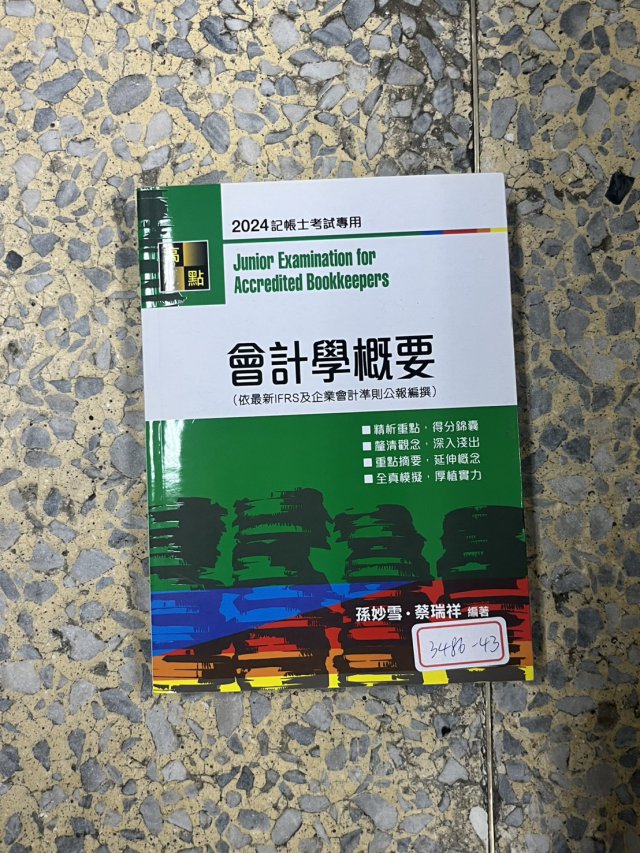 2024記帳士考試專用
高
點
Junior Examination for
Accredited Bookkeepers
會計學概要
(依最新IFRS及企業會計準則公報編撰)
■精析重點，得分錦囊
■釐清觀念，深入淺出
■重點摘要，延伸概念
■全真模擬，厚植實力
孫妙雪・蔡瑞祥 編著
3486-43